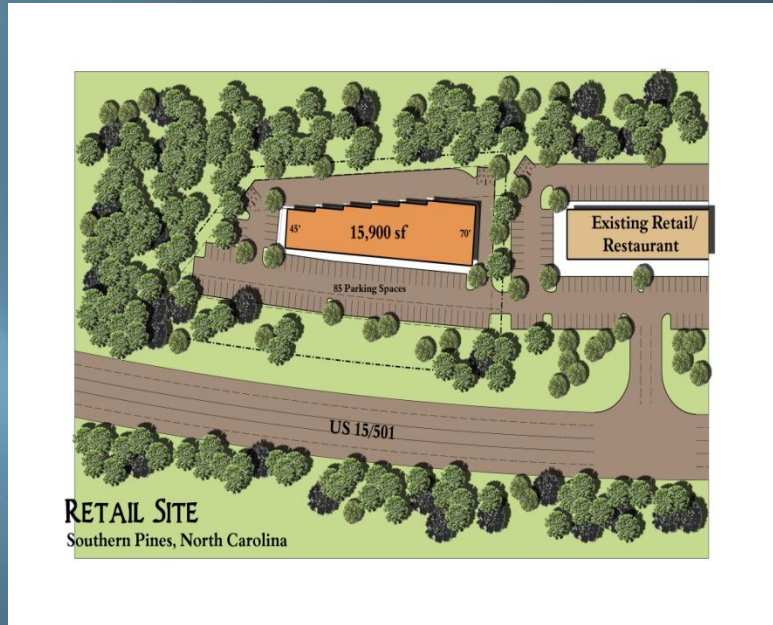 45'
15,900 sf
70'
Existing Retail/
Restaurant
85 Parking Spaces
US 15/501
RETAIL SITE
Southern Pines, North Carolina